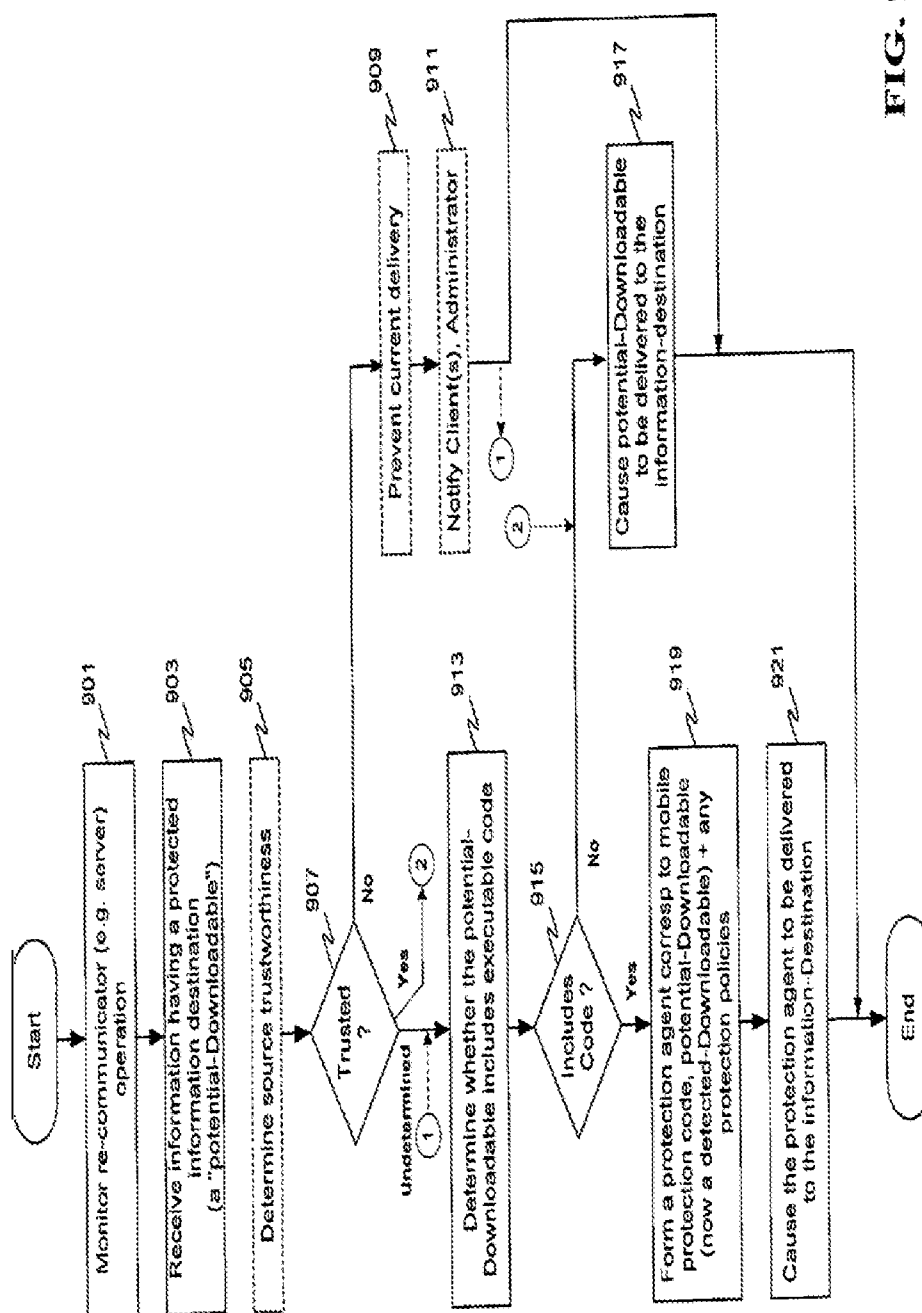 Start
901
Monitor re-communicator (e.g. server)
operation
903
Receive information having a protected
information destination
(a "potential-Downloadable")
905
Determine source trustworthiness
907
Trusted
?
No
Yes
2
undetermined
1
909
Prevent current delivery
911
Notify Client(s), Administrator
1
913
Determine whether the potential-
Downloadable includes executable code
915
Includes
Code ?
No
Yes
2
917
Cause potential-Downloadable
to be delivered to the
information-destination
919
Form a protection agent corresp to mobile
protection code, potential-Downloadable
(now a detected-Downloadable) + any
protection policies
921
Cause the protection agent to be delivered
to the information-Destination
End
FIG.